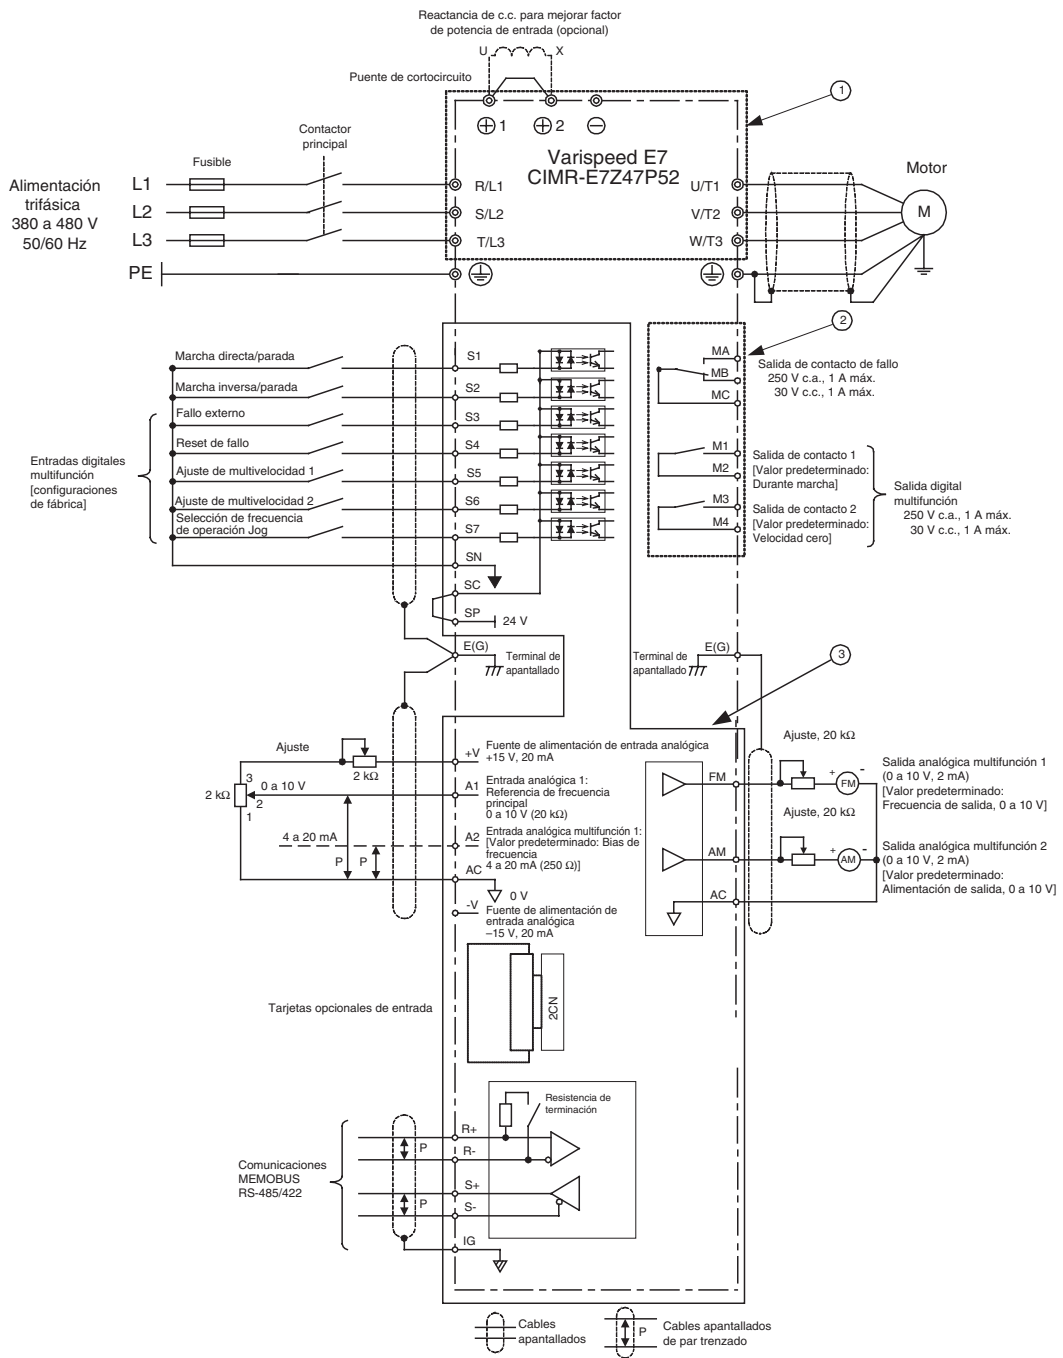 Reactancia de c.c. para mejorar factor
de potencia de entrada (opcional)
U X
Puente de cortocircuito
1
1 2
Contactor
principal
Fusible
Varispeed E7
CIMR-E7Z47P52
Motor
Alimentación
trifásica
380 a 480 V
50/60 Hz
L1
L2
L3
PE
R/L1
S/L2
T/L3
U/T1
V/T2
W/T3
M
2
Marcha directa/parada
Marcha inversa/parada
Fallo externo
Reset de fallo
Ajuste de multivelocidad 1
Ajuste de multivelocidad 2
Selección de frecuencia
de operación Jog
Entradas digitales
multifunción
[configuraciones
de fábrica]
S1
S2
S3
S4
S5
S6
S7
SN
SC
SP
24 V
E(G)
Terminal de
apantallado
MA
MB
MC
Salida de contacto de fallo
250 V c.a., 1 A máx.
30 V c.c., 1 A máx.
M1
M2
M3
M4
Salida de contacto 1
[Valor predeterminado:
Durante marcha]
Salida de contacto 2
[Valor predeterminado:
Velocidad cero]
Salida digital
multifunción
250 V c.a., 1 A máx.
30 V c.c., 1 A máx.
E(G)
Terminal de
apantallado
3
Ajuste
2 kΩ
3
2 kΩ
2
1
0 a 10 V
4 a 20 mA
P P
+V
Fuente de alimentación de entrada analógica
+15 V, 20 mA
A1
Entrada analógica 1:
Referencia de frecuencia
principal
0 a 10 V (20 kΩ)
A2
Entrada analógica multifunción 1:
[Valor predeterminado: Bias de
frecuencia
4 a 20 mA (250 Ω)]
AC
0 V
-V
Fuente de alimentación de
entrada analógica
–15 V, 20 mA
Ajuste, 20 kΩ
FM
+ FM -
Salida analógica multifunción 1
(0 a 10 V, 2 mA)
[Valor predeterminado:
Frecuencia de salida, 0 a 10 V]
Ajuste, 20 kΩ
AM
+ AM -
Salida analógica multifunción 2
(0 a 10 V, 2 mA)
[Valor predeterminado:
Alimentación de salida, 0 a 10 V]
AC
Tarjetas opcionales de entrada
2CN
Resistencia de
terminación
Comunicaciones
MEMOBUS
RS-485/422
P
P
R+
R-
S+
S-
IG
Cables
apantallados
P
Cables apantallados
de par trenzado